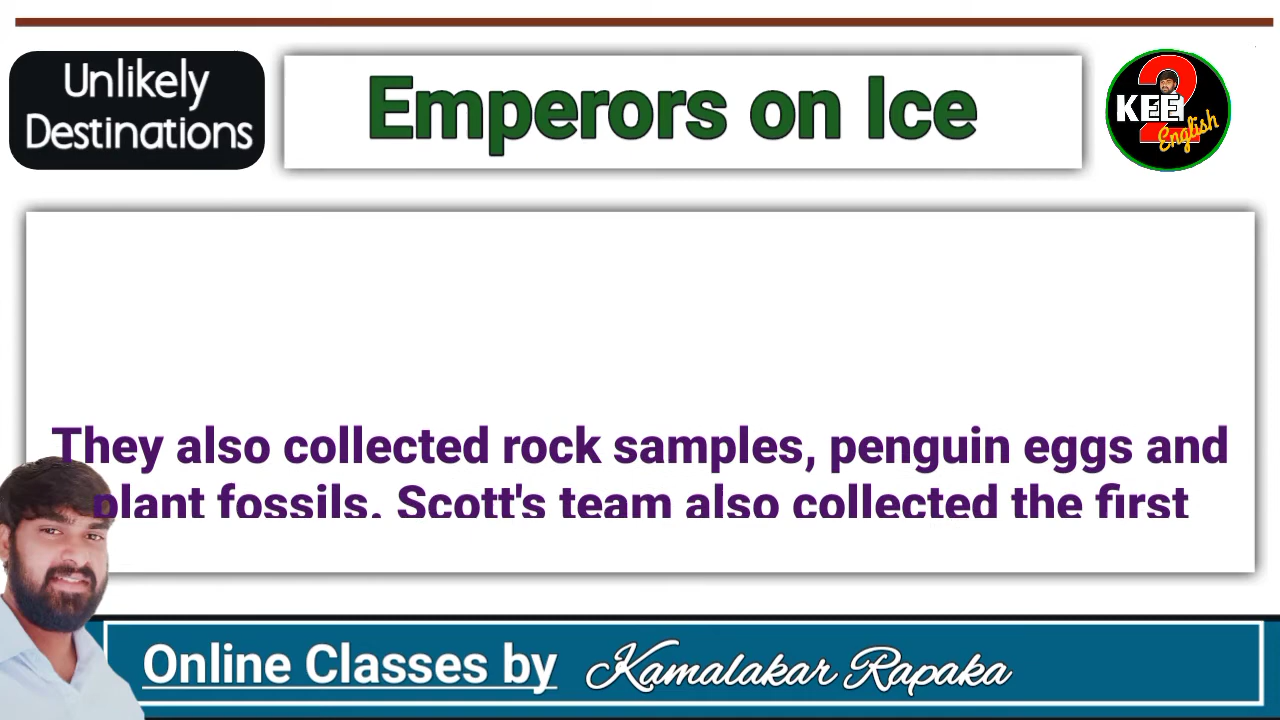 Unlikely
Destinations
Emperors on Ice
KEE
2
English
They also collected rock samples, penguin eggs and
plant fossils. Scott's team also collected the first
Online Classes by Kamalakar Rapaka